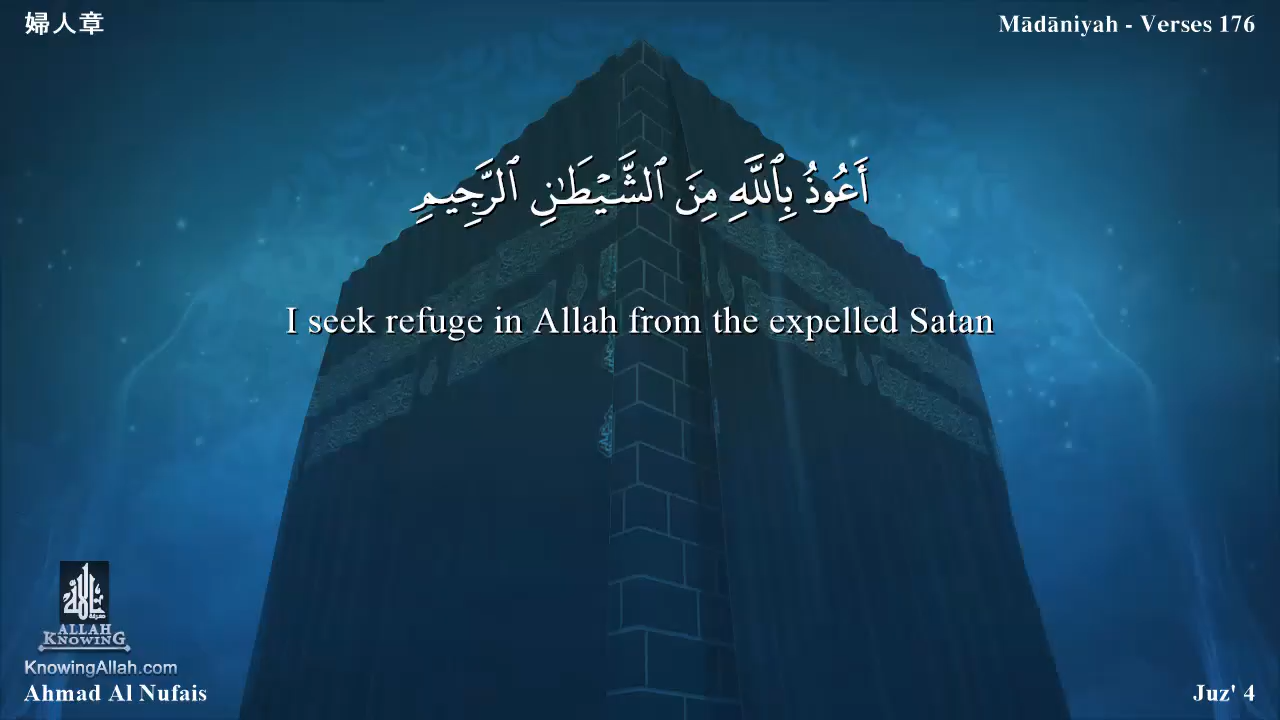 婦人章
Mādāniyah - Verses 176
أَعُوذُ بِٱللَّهِ مِنَ ٱلشَّيْطَٰنِ ٱلرَّجِيمِ
I seek refuge in Allah from the expelled Satan
ALLAH
KNOWING
KnowingAllah.com
Ahmad Al Nufais
Juz' 4